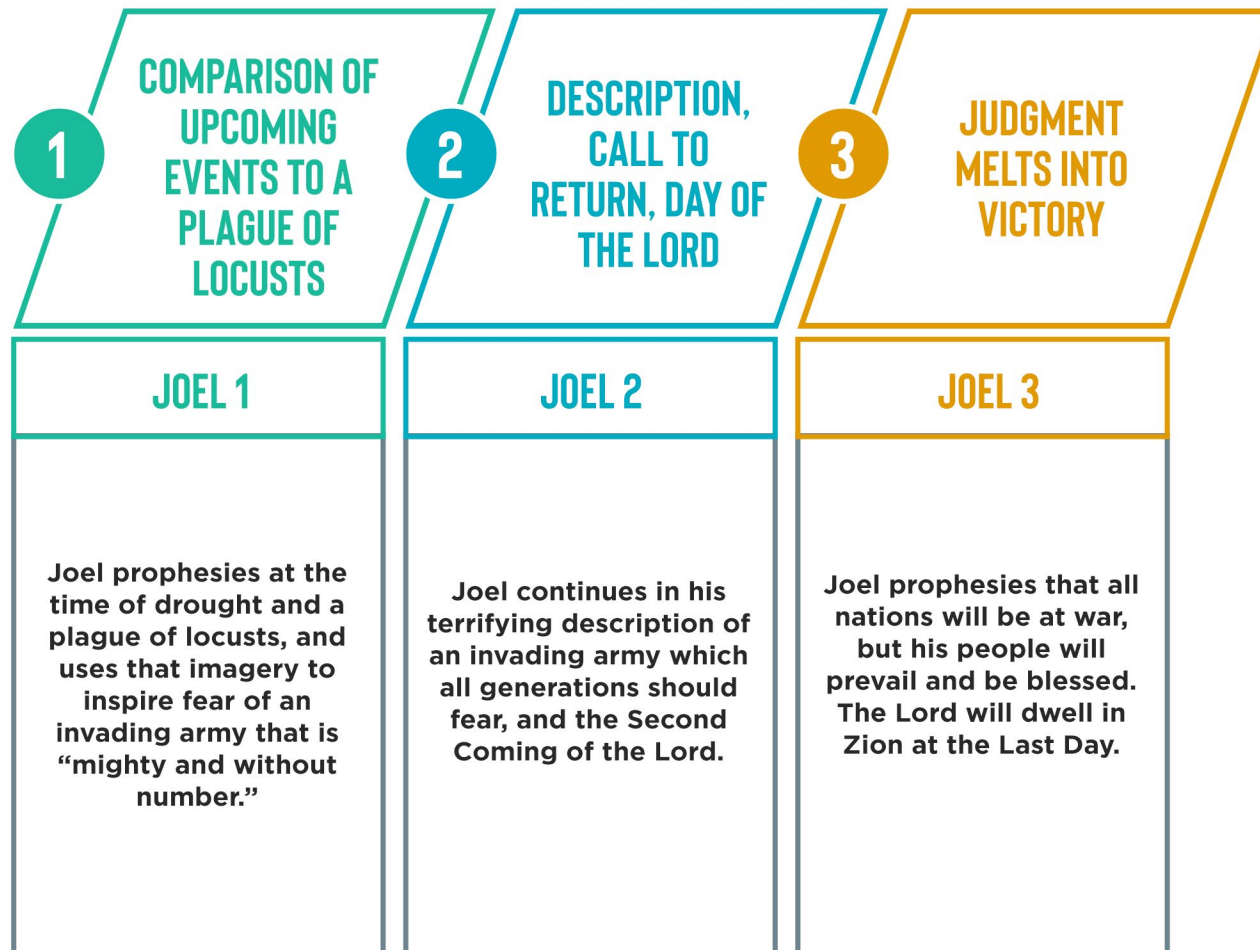 1
COMPARISON OF
UPCOMING
EVENTS TO A
PLAGUE OF
LOCUSTS
2
DESCRIPTION,
CALL TO
RETURN, DAY OF
THE LORD
3
JUDGMENT
MELTS INTO
VICTORY
JOEL 1
Joel prophesies at the
time of drought and a
plague of locusts, and
uses that imagery to
inspire fear of an
invading army that is
“mighty and without
number.”
JOEL 2
Joel continues in his
terrifying description of
an invading army which
all generations should
fear, and the Second
Coming of the Lord.
JOEL 3
Joel prophesies that all
nations will be at war,
but his people will
prevail and be blessed.
The Lord will dwell in
Zion at the Last Day.